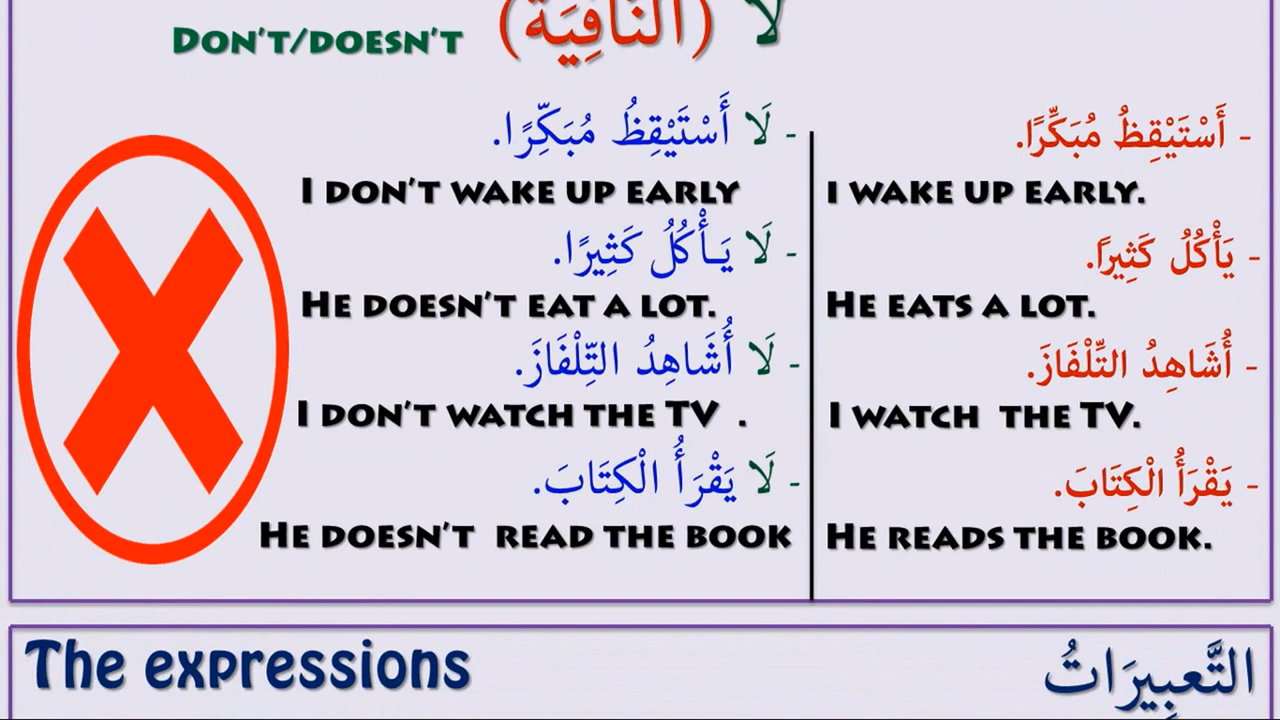 لَا (النَّافِيَةُ) Don't/doesn't
- أَسْتَيْقِظُ مُبَكِّرًا.
- لَا أَسْتَيْقِظُ مُبَكِّرًا.
I wake up early.
I don't wake up early
- يَأْكُلُ كَثِيرًا.
- لَا يَـأْكُلُ كَثِيرًا.
He eats a lot.
He doesn't eat a lot.
- أُشَاهِدُ التِّلْفَازَ.
- لَا أُشَاهِدُ التِّلْفَازَ.
I watch the TV.
I don't watch the TV .
- يَقْرَأُ الْكِتَابَ.
- لَا يَقْرَأُ الْكِتَابَ.
He reads the book.
He doesn't read the book
The expressions التَّعبِيرَاتُ